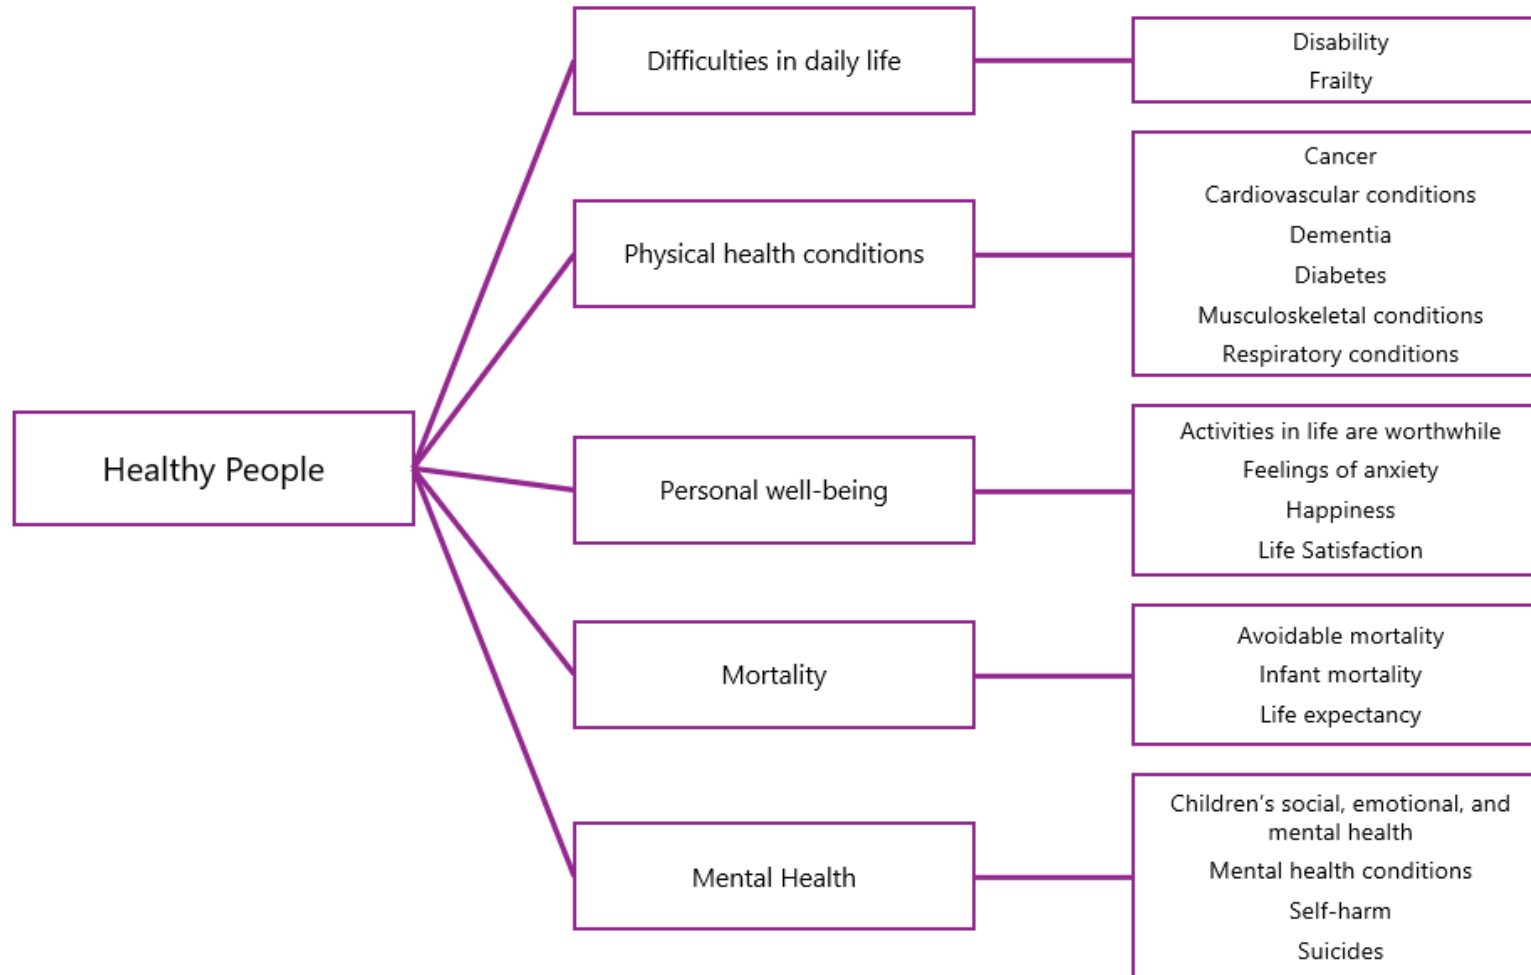 Difficulties in daily life
Disability
Frailty
Physical health conditions
Cancer
Cardiovascular conditions
Dementia
Diabetes
Musculoskeletal conditions
Respiratory conditions
Healthy People
Personal well-being
Activities in life are worthwhile
Feelings of anxiety
Happiness
Life Satisfaction
Mortality
Avoidable mortality
Infant mortality
Life expectancy
Mental Health
Children’s social, emotional, and
mental health
Mental health conditions
Self-harm
Suicides